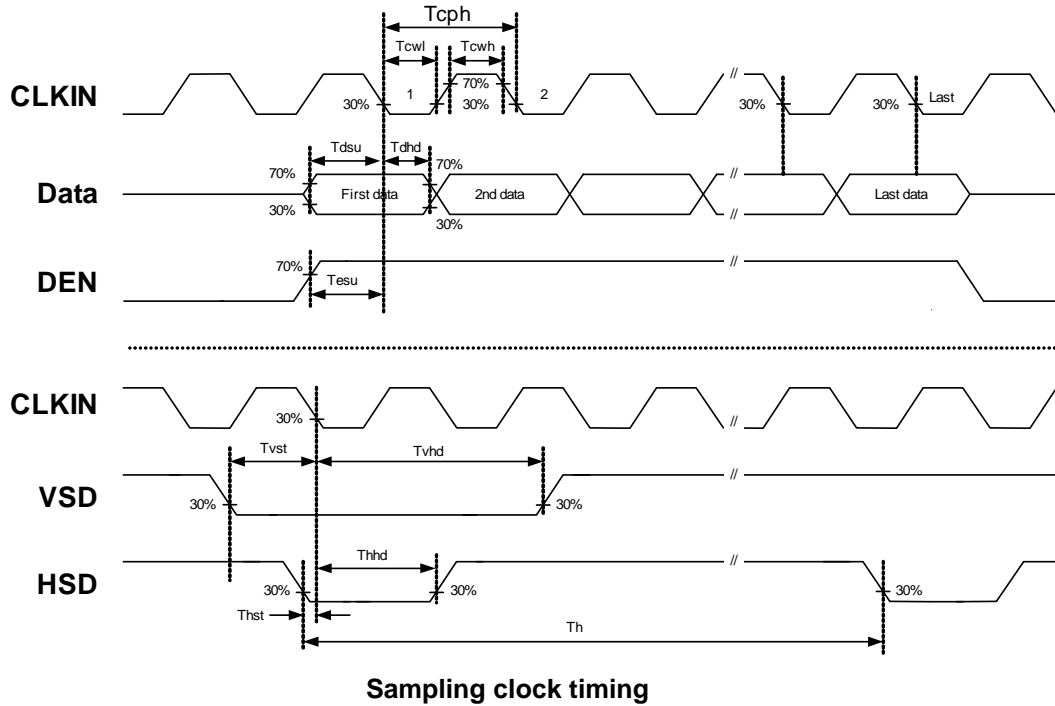 Tcph
Tcwl Tcwh
CLKIN 30% 1 70% 30% 2 // 30% 30% Last
Tdsu Tdhd
70% 70%
Data First data 2nd data // // Last data
30% 30%
DEN 70% Tesu //
CLKIN 30% //
Tvst Tvhd
VSD 30% 30% //
Thhd
HSD 30% 30% // 30%
Thst
Th
Sampling clock timing